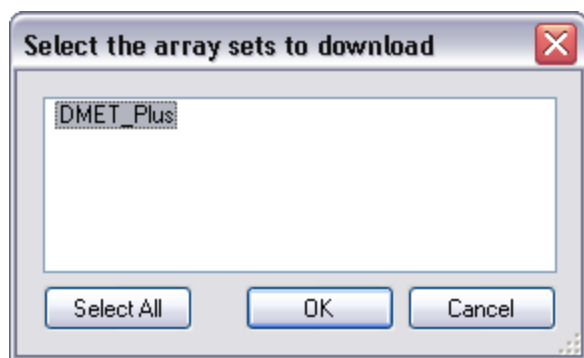 Select the array sets to download
DMET_Plus
Select All OK Cancel